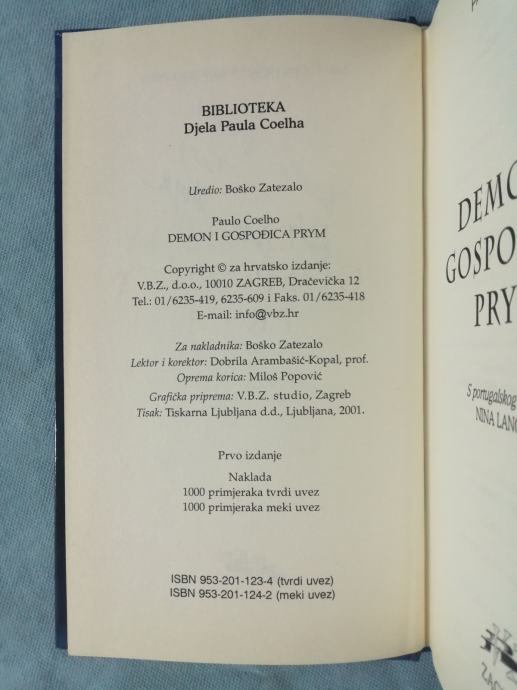 BIBLIOTEKA
Djela Paula Coelha
Uredio: Boško Zatezalo
Paulo Coelho
DEMON I GOSPOĐICA PRYM
Copyright © za hrvatsko izdanje:
V.B.Z., d.o.o., 10010 ZAGREB, Dračevička 12
Tel.: 01/6235-419, 6235-609 i Faks. 01/6235-418
E-mail: info@vbz.hr
Za nakladnika: Boško Zatezalo
Lektor i korektor: Dobrila Arambašić-Kopal, prof.
Oprema korica: Miloš Popović
Grafička priprema: V.B.Z. studio, Zagreb
Tisak: Tiskarna Ljubljana d.d., Ljubljana, 2001.
Prvo izdanje
Naklada
1000 primjeraka tvrdi uvez
1000 primjeraka meki uvez
ISBN 953-201-123-4 (tvrdi uvez)
ISBN 953-201-124-2 (meki uvez)
DEMO
GOSPO
PRY
S portugalskog
NINA LANG